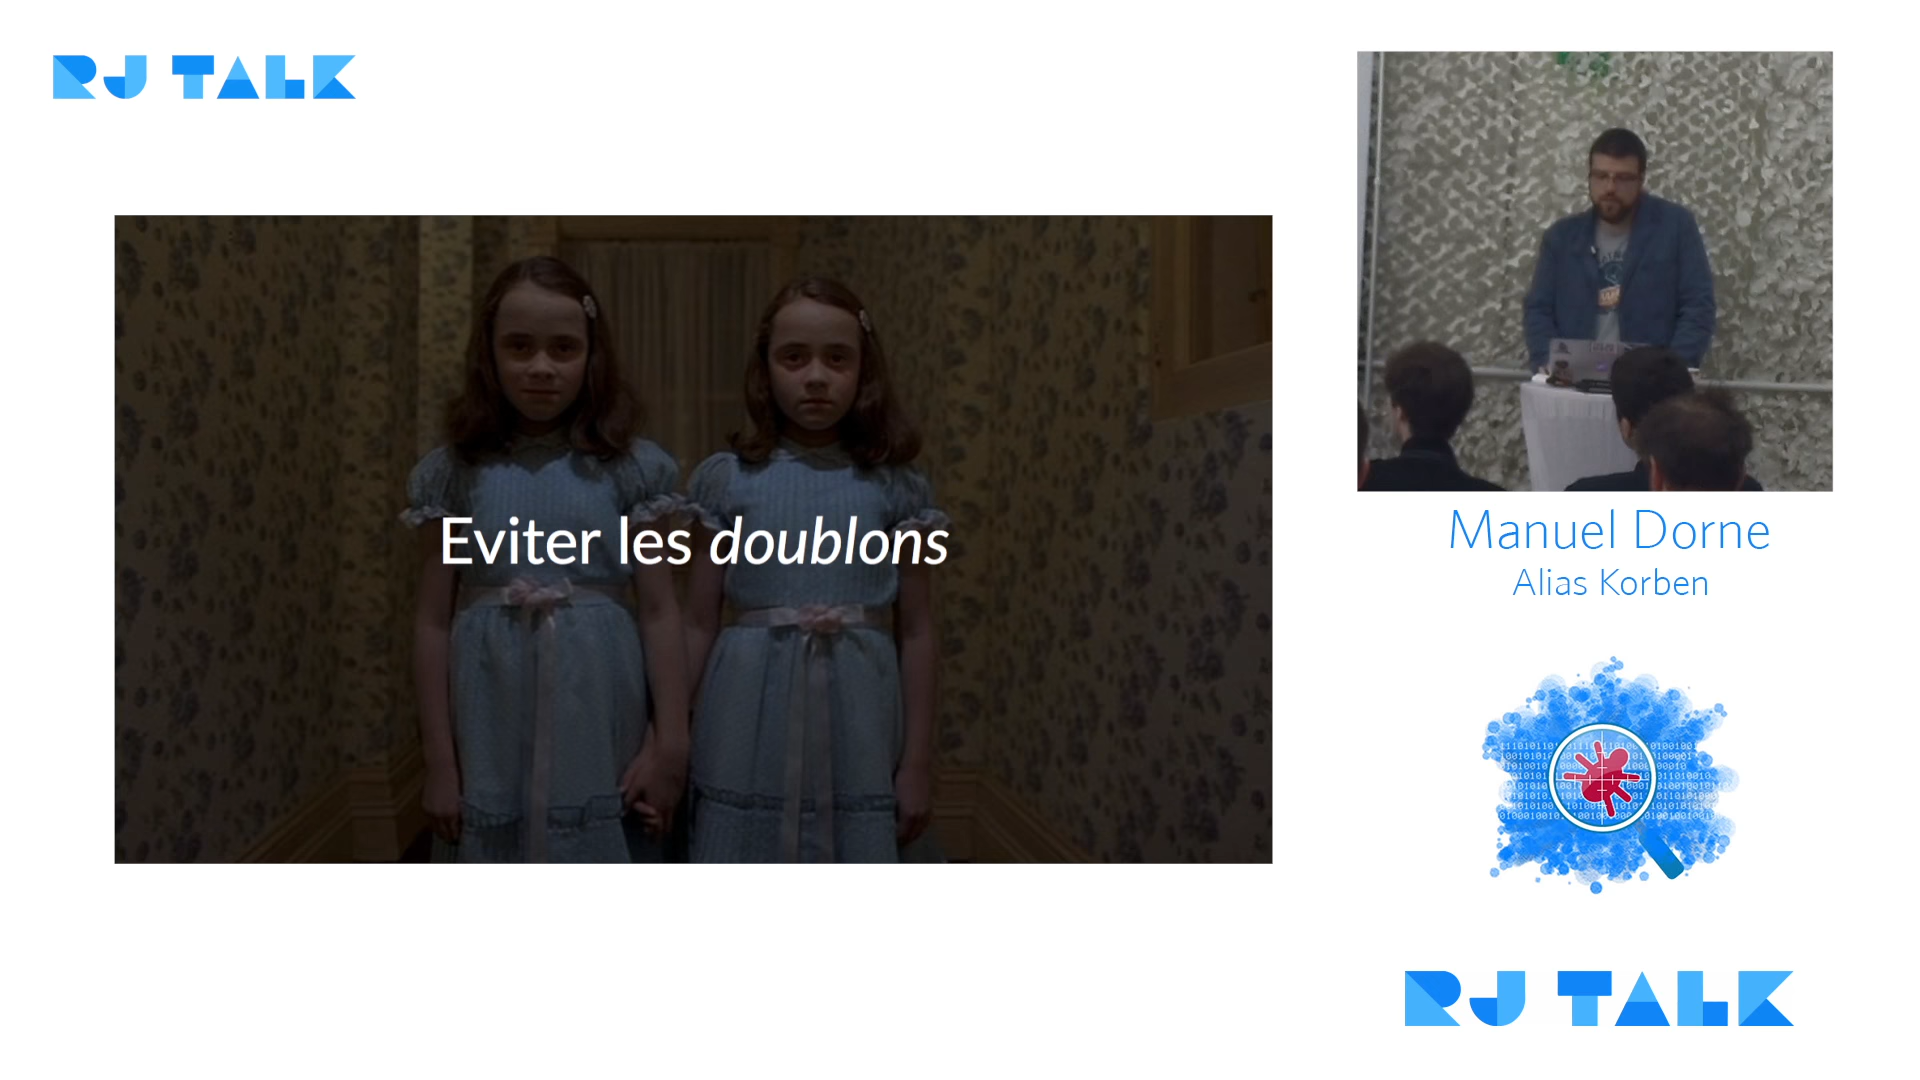 RJ TALK
Eviter les doublons
Manuel Dorne
Alias Korben
RJ TALK